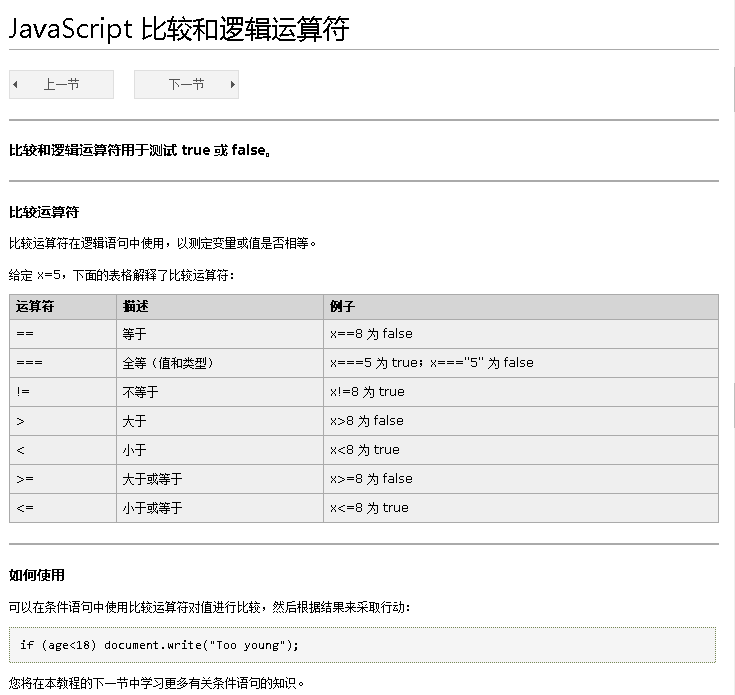 JavaScript 比较和逻辑运算符
上一节 下一节
比较和逻辑运算符用于测试 true 或 false。
比较运算符
比较运算符在逻辑语句中使用，以测定变量或值是否相等。
给定 x=5，下面的表格解释了比较运算符：
运算符 描述 例子
== 等于 x==8 为 false
=== 全等（值和类型） x===5 为 true；x==="5" 为 false
!= 不等于 x!=8 为 true
> 大于 x>8 为 false
< 小于 x<8 为 true
>= 大于或等于 x>=8 为 false
<= 小于或等于 x<=8 为 true
如何使用
可以在条件语句中使用比较运算符对值进行比较，然后根据结果来采取行动：
if (age<18) document.write("Too young");
您将在本教程的下一节中学习更多有关条件语句的知识。